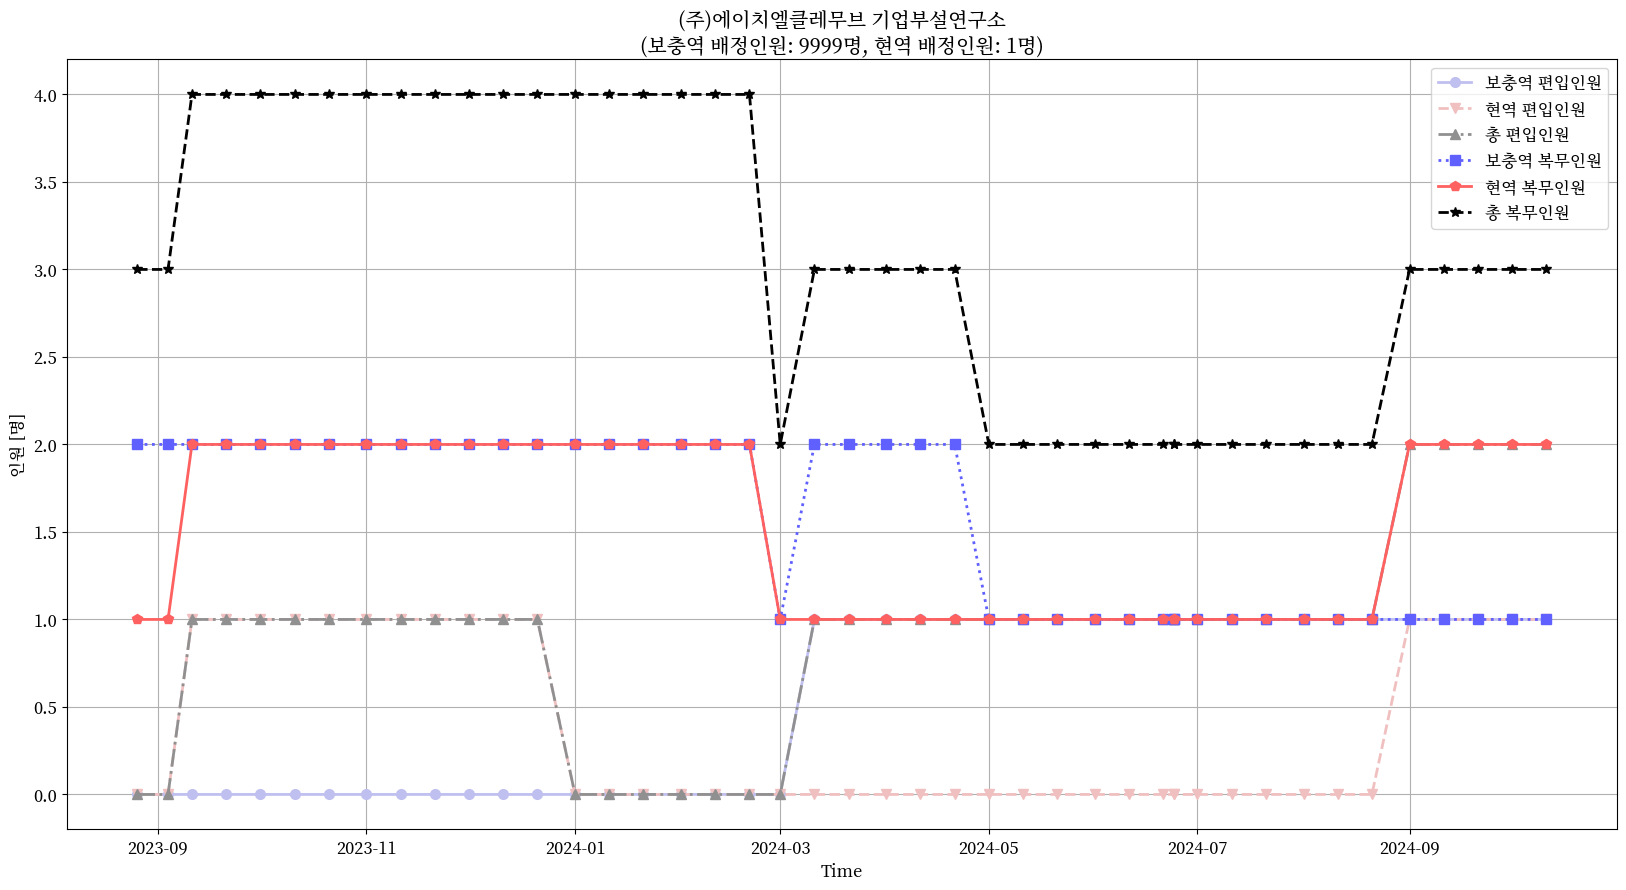 (주)에이치엘클레무브 기업부설연구소
(보충역 배정인원: 9999명, 현역 배정인원: 1명)
보충역 편입인원
현역 편입인원
총 편입인원
보충역 복무인원
현역 복무인원
총 복무인원
인원 [명]
4.0
3.5
3.0
2.5
2.0
1.5
1.0
0.5
0.0
2023-09
2023-11
2024-01
2024-03
2024-05
2024-07
2024-09
Time